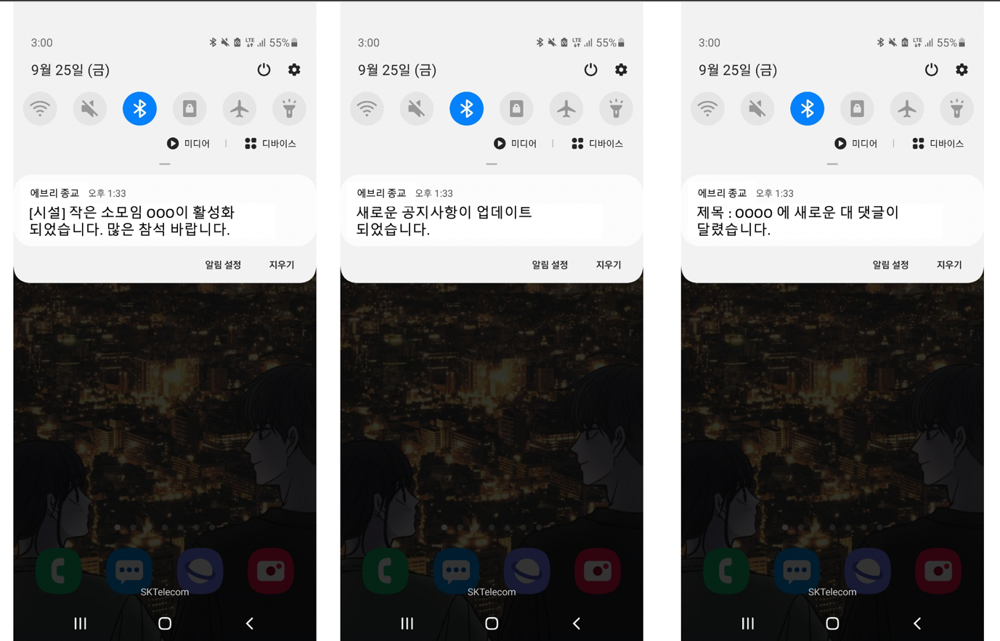 3:00 LTE 55%
9월 25일 (금)
미디어 | 디바이스
에브리 종교 오후 1:33
[시설] 작은 소모임 OOO이 활성화
되었습니다. 많은 참석 바랍니다.
알림 설정 지우기
SKTelecom
3:00 LTE 55%
9월 25일 (금)
미디어 | 디바이스
에브리 종교 오후 1:33
새로운 공지사항이 업데이트
되었습니다.
알림 설정 지우기
SKTelecom
3:00 LTE 55%
9월 25일 (금)
미디어 | 디바이스
에브리 종교 오후 1:33
제목 : OOOO 에 새로운 대 댓글이
달렸습니다.
알림 설정 지우기
SKTelecom